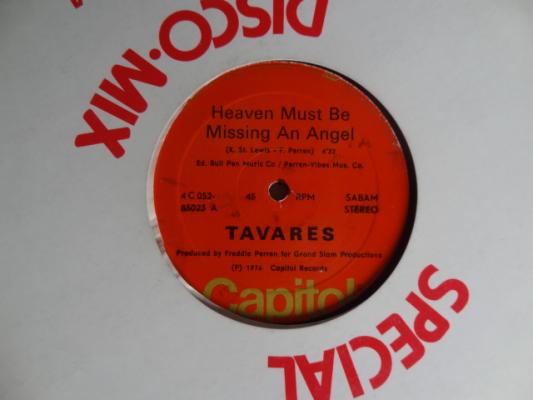 DISCO-MIX
SPECIAL
Heaven Must Be
Missing An Angel
(K. St. Lewis - F. Perren)
Ed. Bull Pen Music Co / Perren-Vibes Mus. Co.
4 C 052- 45 RPM SABAM
85023 A STEREO
45
TAVARES
Produced by Freddie Perren for Grand Slam Productions
(P) 1976 Capitol Records
Capitol